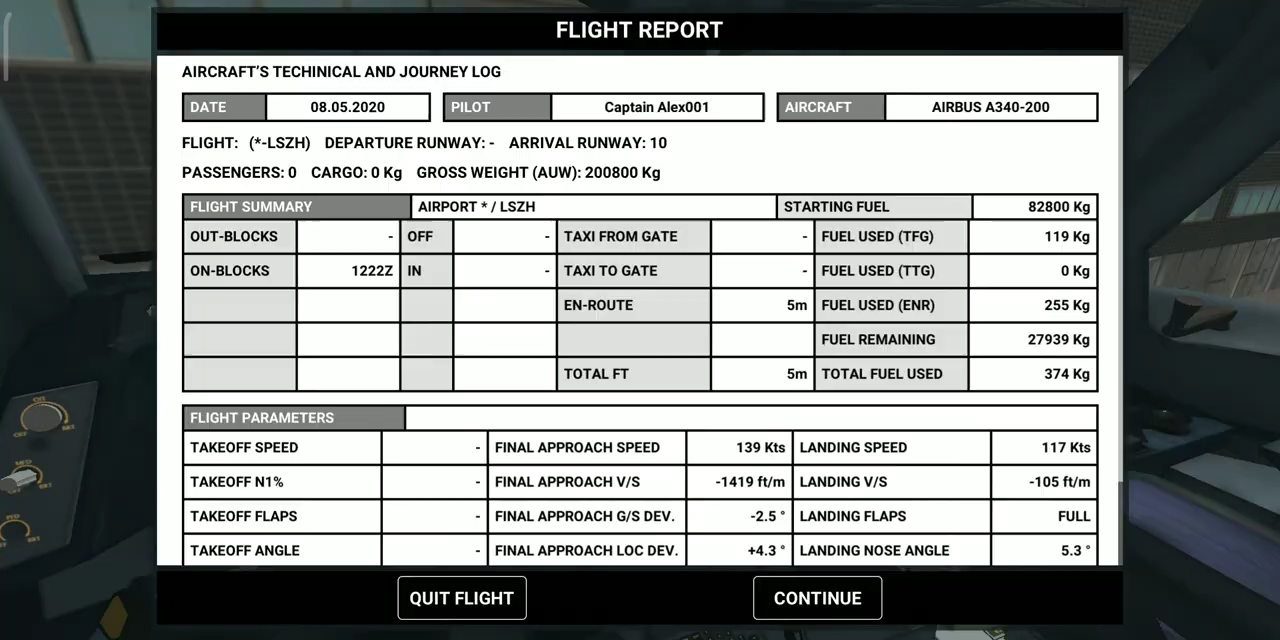 FLIGHT REPORT
AIRCRAFT'S TECHINICAL AND JOURNEY LOG
DATE 08.05.2020 PILOT Captain Alex001 AIRCRAFT AIRBUS A340-200
FLIGHT: (*-LSZH) DEPARTURE RUNWAY: - ARRIVAL RUNWAY: 10
PASSENGERS: 0 CARGO: 0 Kg GROSS WEIGHT (AUW): 200800 Kg
FLIGHT SUMMARY AIRPORT * / LSZH STARTING FUEL 82800 Kg
OUT-BLOCKS - OFF - TAXI FROM GATE - FUEL USED (TFG) 119 Kg
ON-BLOCKS 1222Z IN - TAXI TO GATE - FUEL USED (TTG) 0 Kg
EN-ROUTE 5m FUEL USED (ENR) 255 Kg
FUEL REMAINING 27939 Kg
TOTAL FT 5m TOTAL FUEL USED 374 Kg
FLIGHT PARAMETERS
TAKEOFF SPEED - FINAL APPROACH SPEED 139 Kts LANDING SPEED 117 Kts
TAKEOFF N1% - FINAL APPROACH V/S -1419 ft/m LANDING V/S -105 ft/m
TAKEOFF FLAPS - FINAL APPROACH G/S DEV. -2.5 ° LANDING FLAPS FULL
TAKEOFF ANGLE - FINAL APPROACH LOC DEV. +4.3 ° LANDING NOSE ANGLE 5.3 °
QUIT FLIGHT CONTINUE